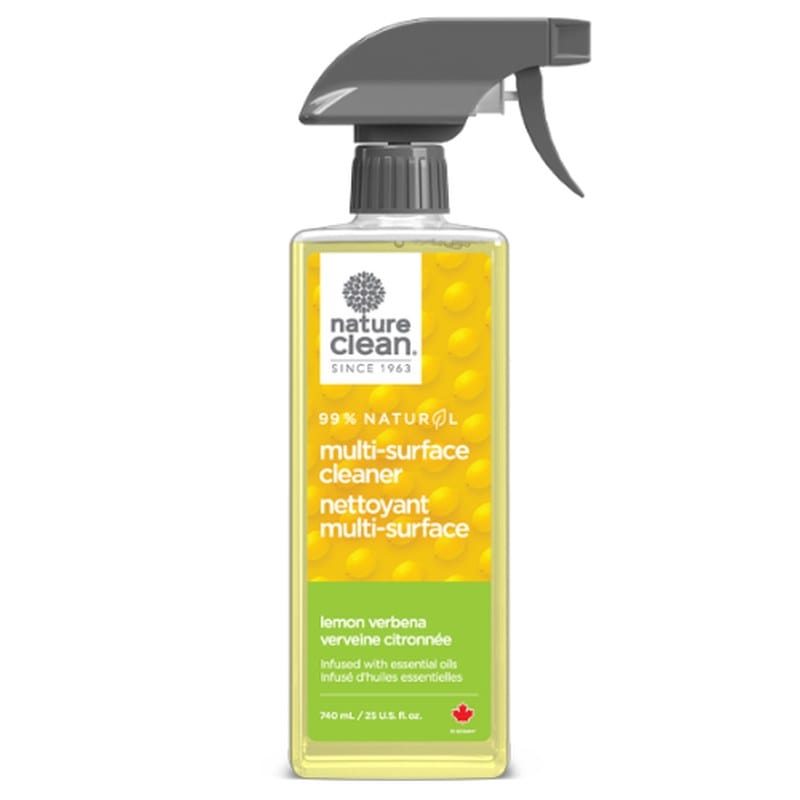 nature
clean®
SINCE 1963
99% NATURAL
multi-surface
cleaner
nettoyant
multi-surface
lemon verbena
verveine citronnée
Infused with essential oils
Infusé d'huiles essentielles
740 mL / 25 U.S. fl. oz.